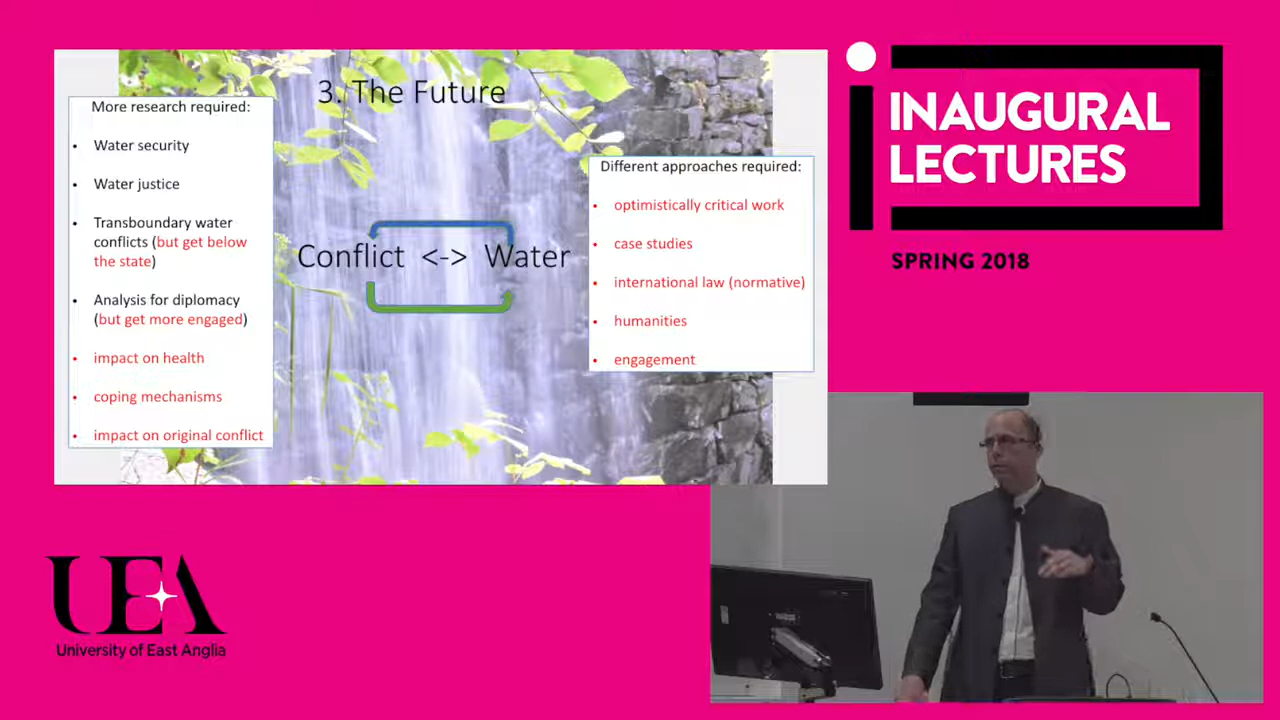 3. The Future
More research required:
• Water security
• Water justice
• Transboundary water
conflicts (but get below
the state)
• Analysis for diplomacy
(but get more engaged)
• impact on health
• coping mechanisms
• impact on original conflict
Conflict <-> Water
Different approaches required:
• optimistically critical work
• case studies
• international law (normative)
• humanities
• engagement
INAUGURAL
LECTURES
SPRING 2018
UEA
University of East Anglia